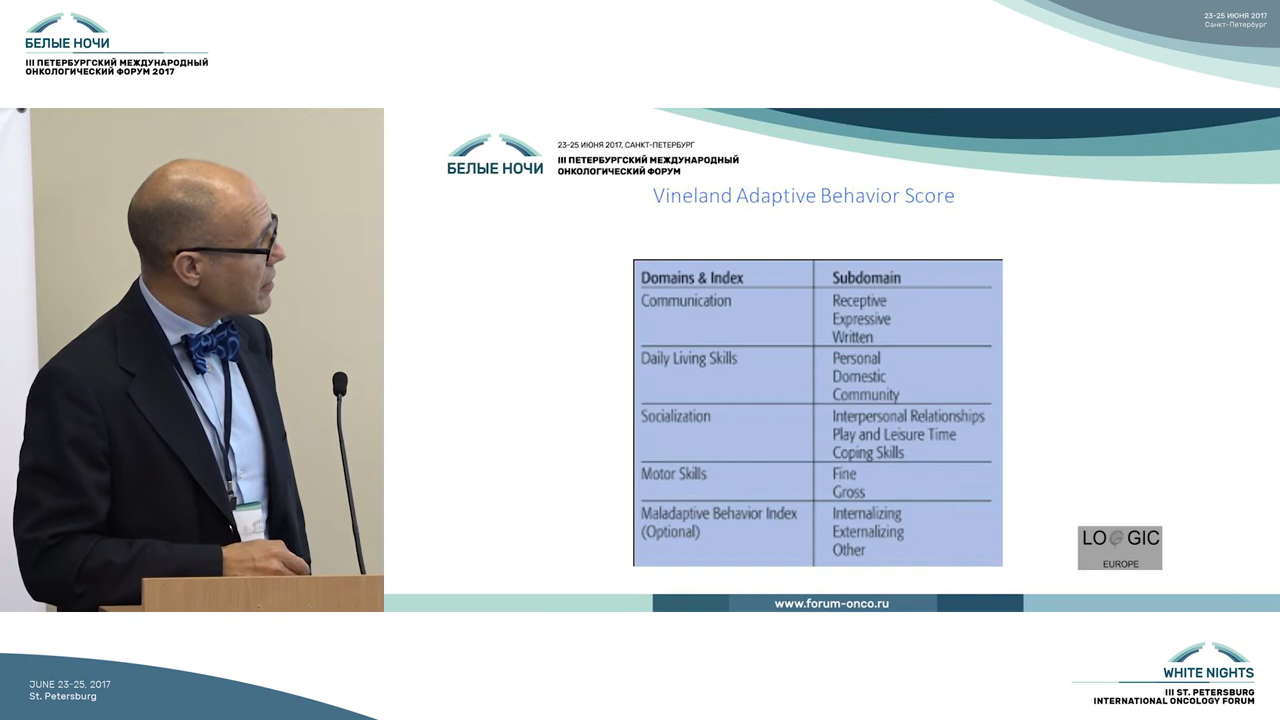 БЕЛЫЕ НОЧИ
III ПЕТЕРБУРГСКИЙ МЕЖДУНАРОДНЫЙ
ОНКОЛОГИЧЕСКИЙ ФОРУМ 2017
23-25 ИЮНЯ 2017
Санкт-Петербург
БЕЛЫЕ НОЧИ
23-25 ИЮНЯ 2017, САНКТ-ПЕТЕРБУРГ
III ПЕТЕРБУРГСКИЙ МЕЖДУНАРОДНЫЙ
ОНКОЛОГИЧЕСКИЙ ФОРУМ
Vineland Adaptive Behavior Score
Domains & Index Subdomain
Communication Receptive
Expressive
Written
Daily Living Skills Personal
Domestic
Community
Socialization Interpersonal Relationships
Play and Leisure Time
Coping Skills
Motor Skills Fine
Gross
Maladaptive Behavior Index Internalizing
(Optional) Externalizing
Other
LOGGIC
EUROPE
www.forum-onco.ru
JUNE 23-25, 2017
St. Petersburg
WHITE NIGHTS
III ST. PETERSBURG
INTERNATIONAL ONCOLOGY FORUM